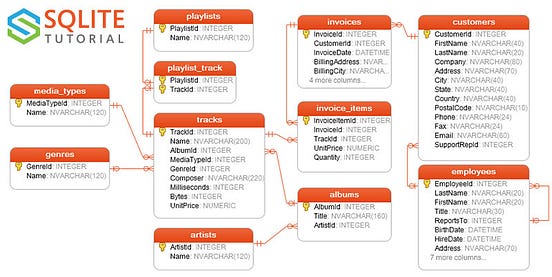 SQLITE
TUTORIAL
playlists
PlaylistId: INTEGER
Name: NVARCHAR(120)
playlist_track
PlaylistId: INTEGER
TrackId: INTEGER
media_types
MediaTypeId: INTEGER
Name: NVARCHAR(120)
genres
GenreId: INTEGER
Name: NVARCHAR(120)
tracks
TrackId: INTEGER
Name: NVARCHAR(200)
AlbumId: INTEGER
MediaTypeId: INTEGER
GenreId: INTEGER
Composer: NVARCHAR(220)
Milliseconds: INTEGER
Bytes: INTEGER
UnitPrice: NUMERIC
artists
ArtistId: INTEGER
Name: NVARCHAR(120)
invoices
InvoiceId: INTEGER
CustomerId: INTEGER
InvoiceDate: DATETIME
BillingAddress: NVAR...
BillingCity: NVARCHA...
4 more columns...
invoice_items
InvoiceItemId: INTEGER
InvoiceId: INTEGER
TrackId: INTEGER
UnitPrice: NUMERIC
Quantity: INTEGER
albums
AlbumId: INTEGER
Title: NVARCHAR(160)
ArtistId: INTEGER
customers
CustomerId: INTEGER
FirstName: NVARCHAR(40)
LastName: NVARCHAR(20)
Company: NVARCHAR(80)
Address: NVARCHAR(70)
City: NVARCHAR(40)
State: NVARCHAR(40)
Country: NVARCHAR(40)
PostalCode: NVARCHAR(10)
Phone: NVARCHAR(24)
Fax: NVARCHAR(24)
Email: NVARCHAR(60)
SupportRepId: INTEGER
employees
EmployeeId: INTEGER
LastName: NVARCHAR(20)
FirstName: NVARCHAR(20)
Title: NVARCHAR(30)
ReportsTo: INTEGER
BirthDate: DATETIME
HireDate: DATETIME
Address: NVARCHAR(70)
7 more columns...